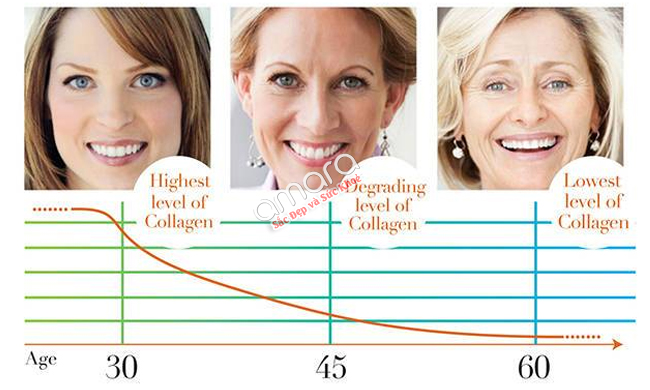 Highest
level of
Collagen
Degrading
level of
Collagen
Lowest
level of
Collagen
amara
Sắc Đẹp và Sức Khoẻ
Age
30
45
60